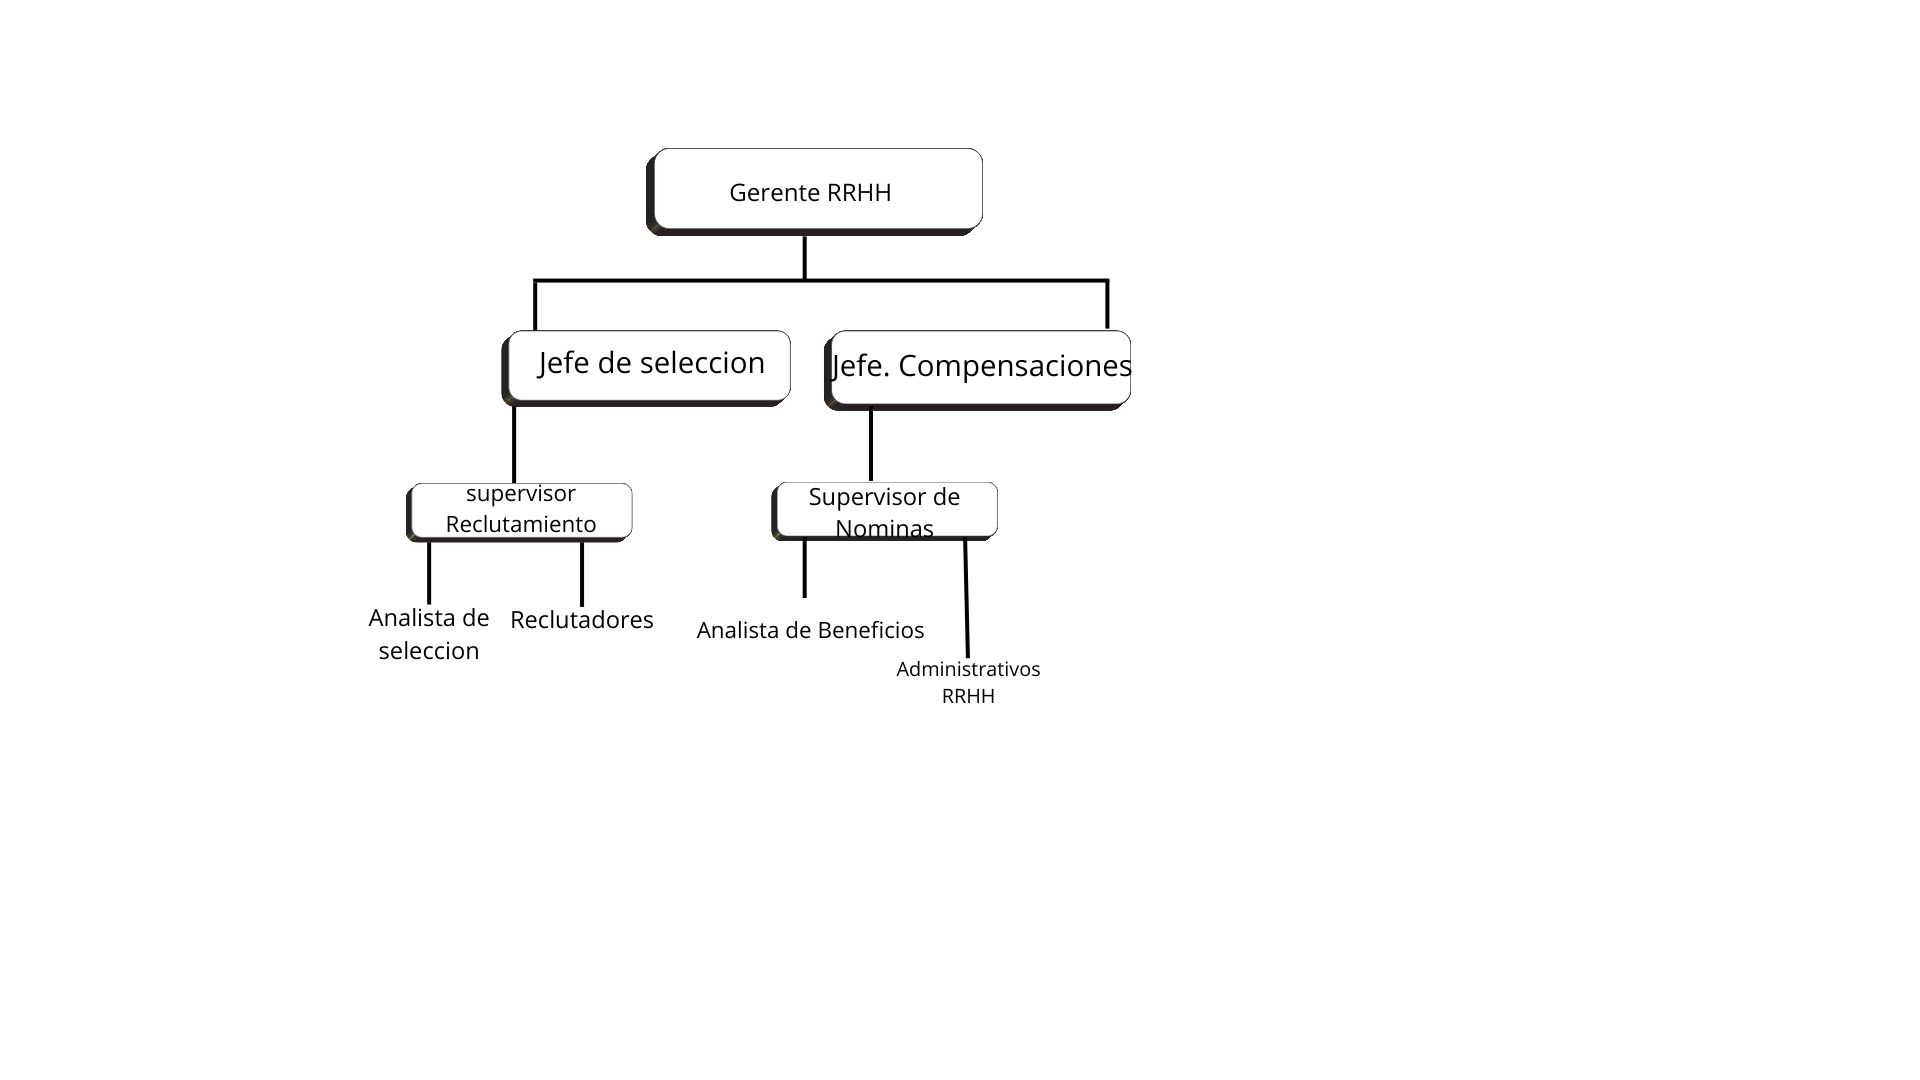 Gerente RRHH
Jefe de seleccion
Jefe. Compensaciones
supervisor
Reclutamiento
Supervisor de
Nominas
Analista de
seleccion
Reclutadores
Analista de Beneficios
Administrativos
RRHH